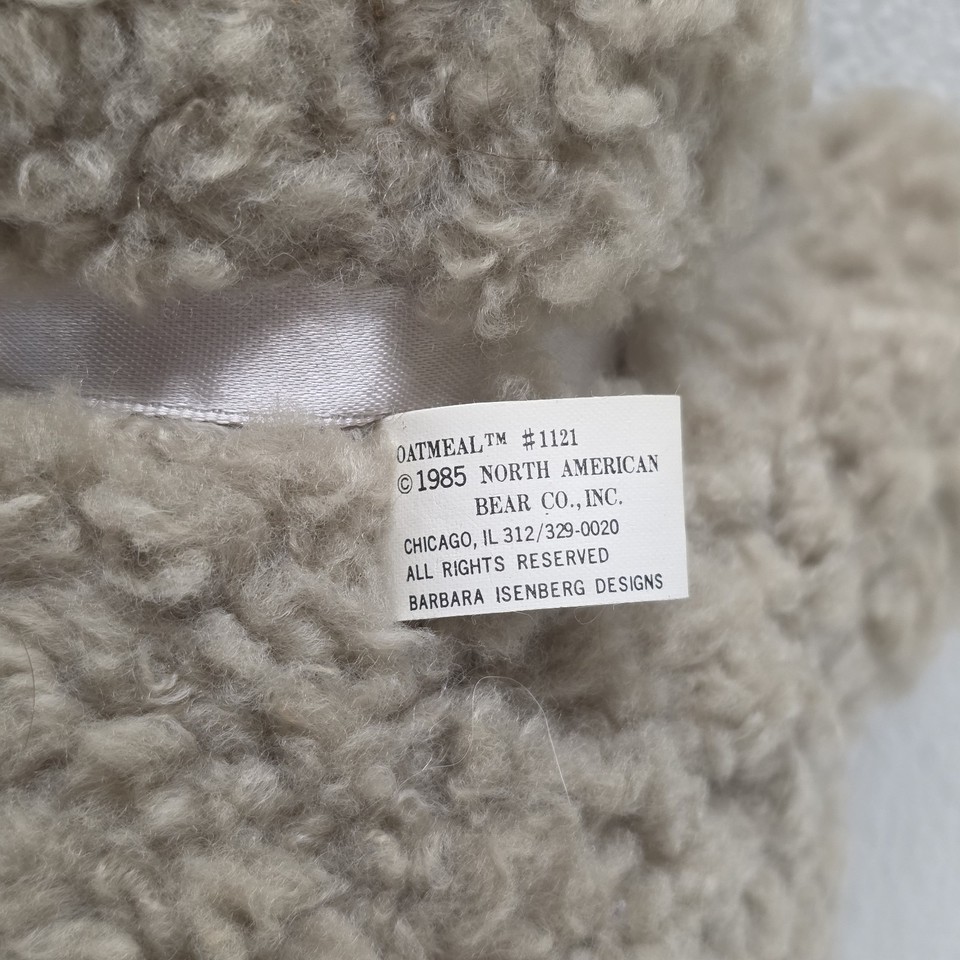 OATMEAL™ #1121
©1985 NORTH AMERICAN
BEAR CO., INC.
CHICAGO, IL 312/329-0020
ALL RIGHTS RESERVED
BARBARA ISENBERG DESIGNS